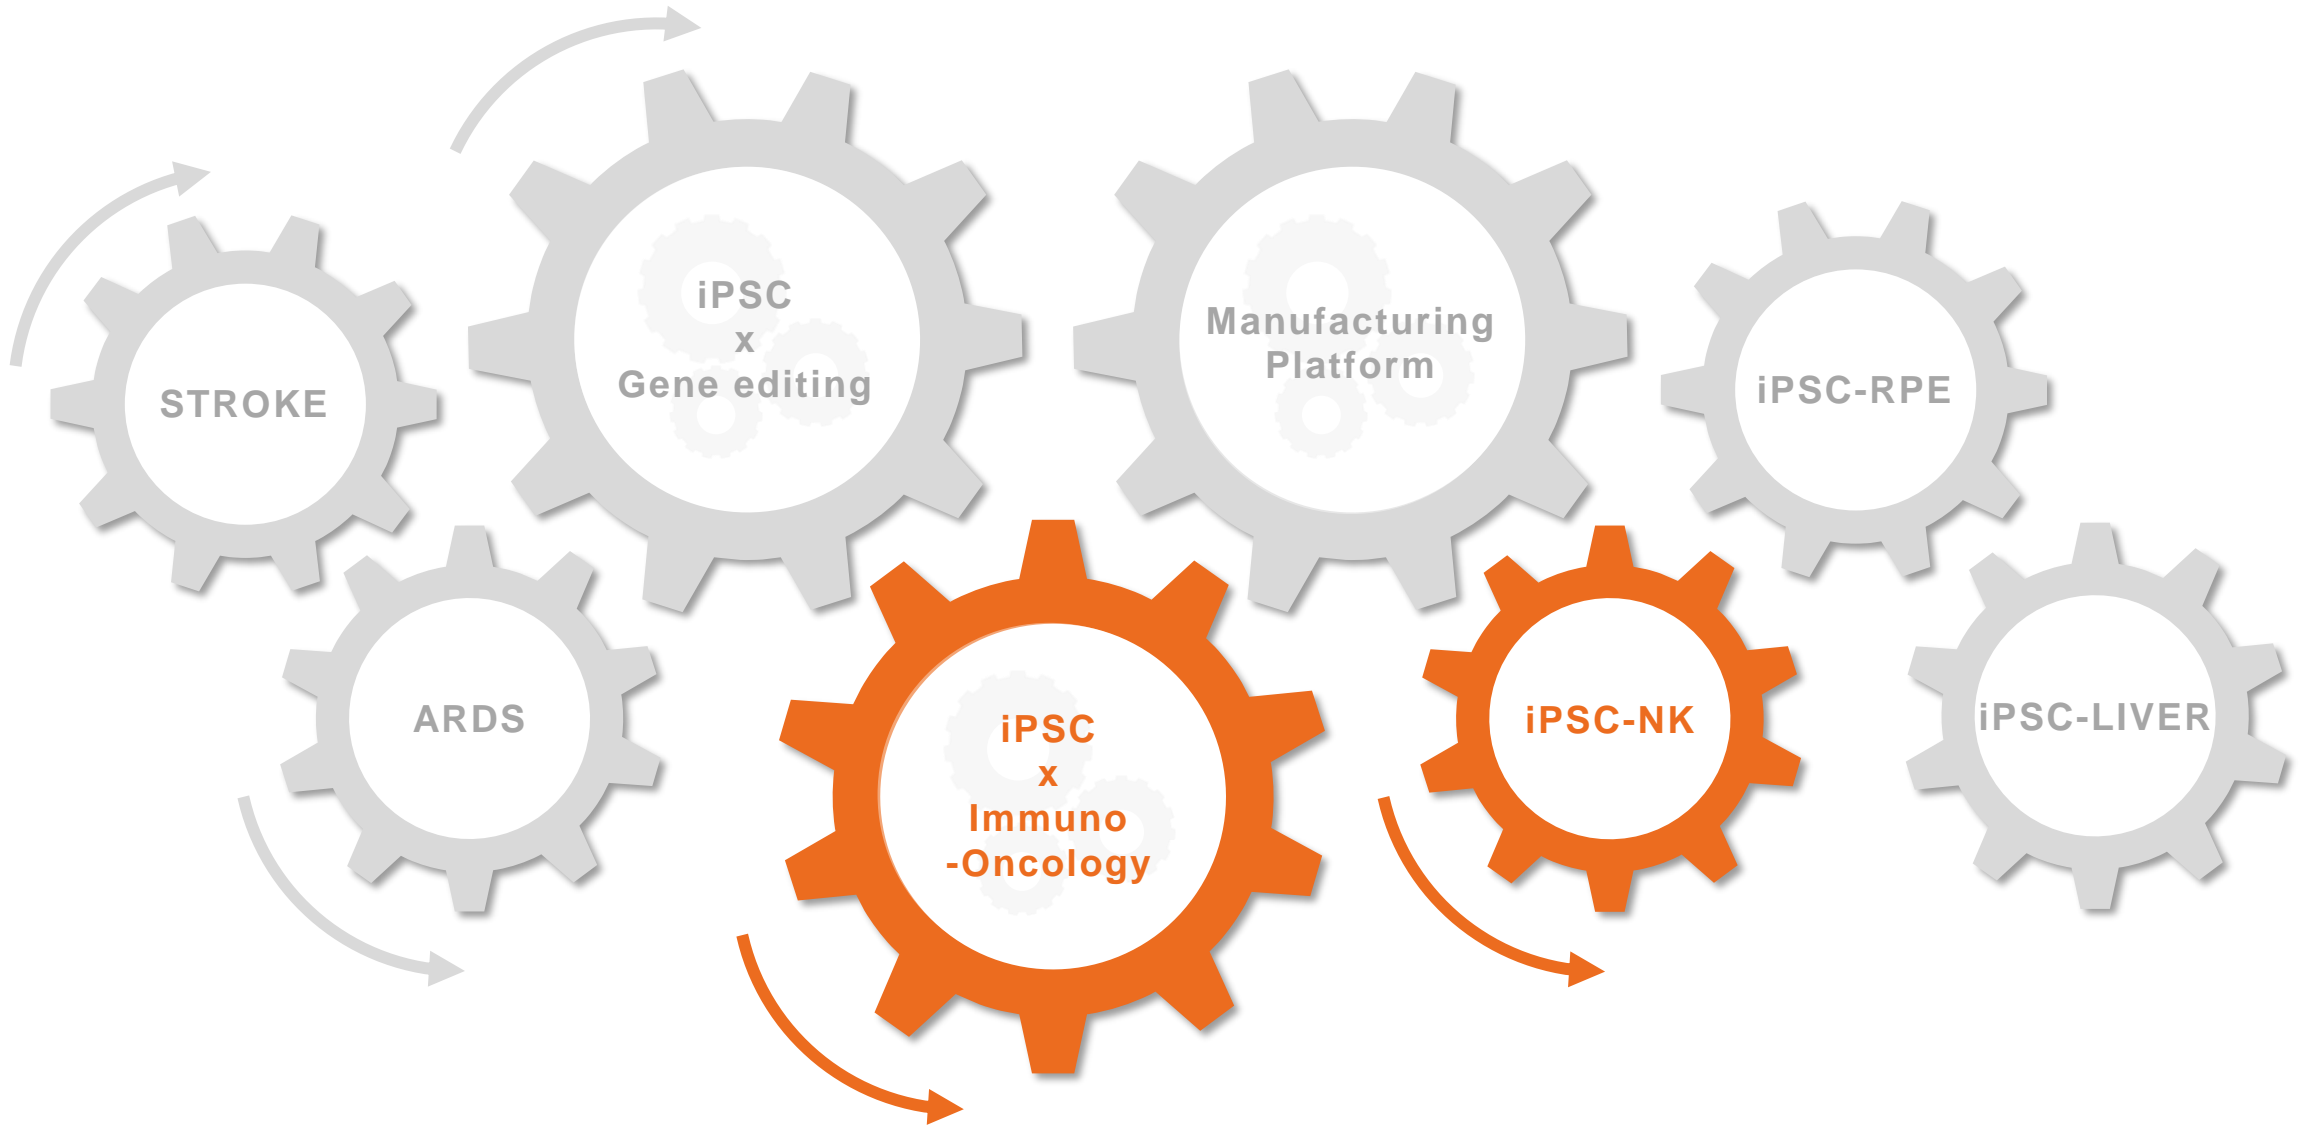 iPSC
x
Gene editing
Manufacturing
Platform
STROKE
iPSC-RPE
ARDS
iPSC
x
Immuno
-Oncology
iPSC-NK
iPSC-LIVER